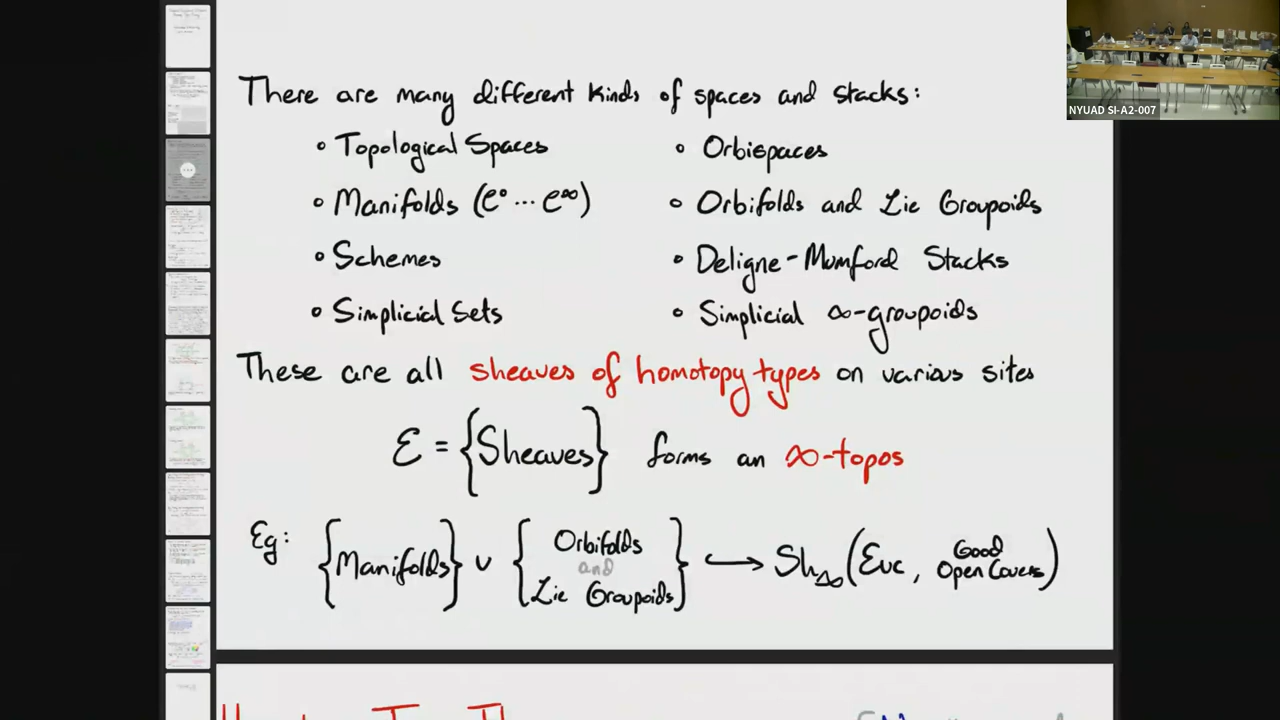 There are many different kinds of spaces and stacks:
• Topological Spaces • Orbispaces
• Manifolds (C⁰ ... C^∞) • Orbifolds and Lie Groupoids
• Schemes • Deligne-Mumford Stacks
• Simplicial Sets • Simplicial ∞-groupoids
These are all sheaves of homotopy types on various sites
E = {Sheaves} forms an ∞-topos
Eg: {Manifolds} ∪ {Orbifolds and Lie Groupoids} ↪ Sh∞(Euc, Good Open Covers)
NYUAD SI-A2-007